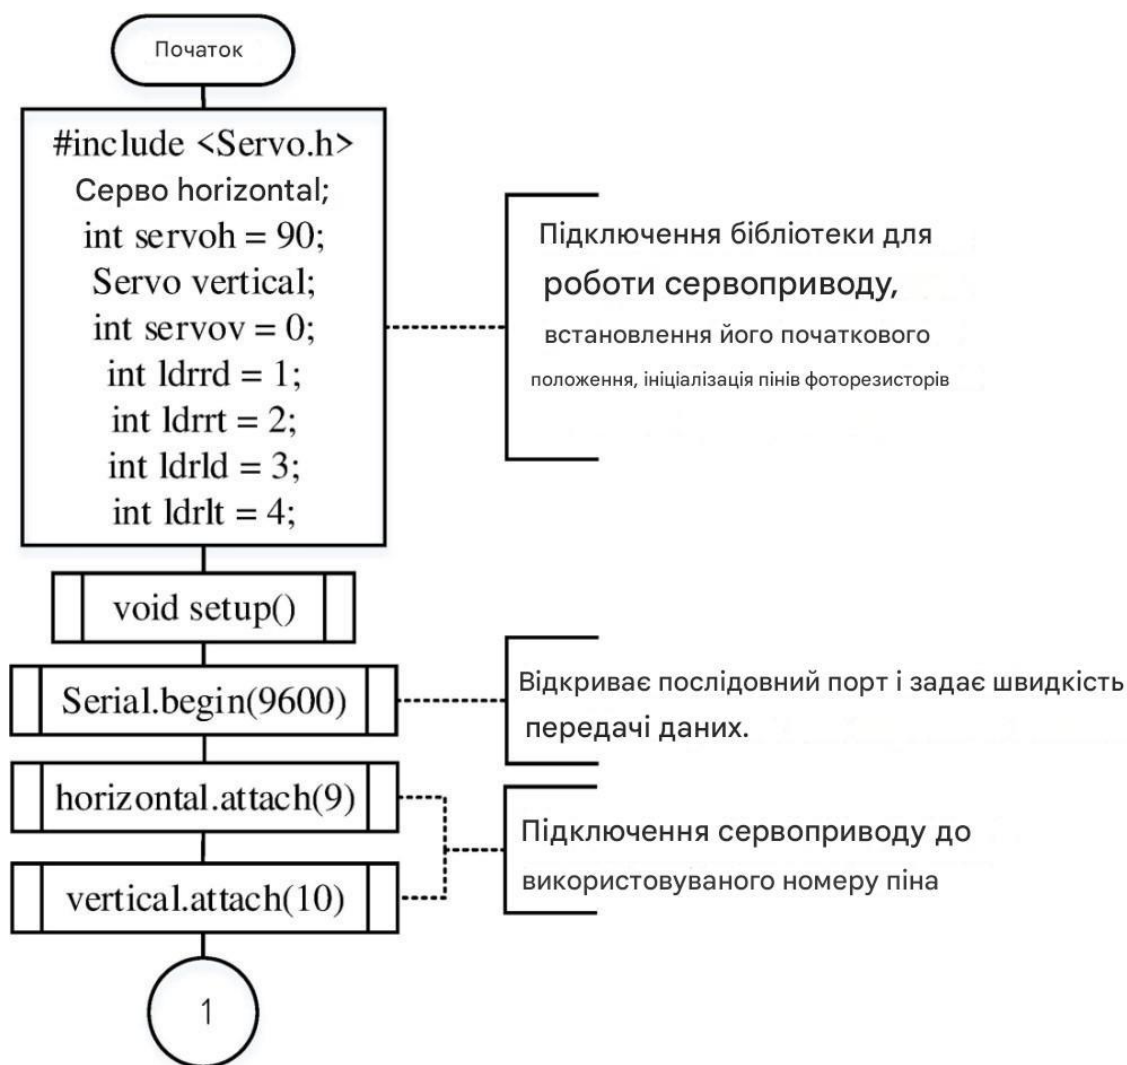 Початок
#include <Servo.h>
Серво horizontal;
int servoh = 90;
Servo vertical;
int servov = 0;
int ldrrd = 1;
int ldrrt = 2;
int ldrld = 3;
int ldrlt = 4;
Підключення бібліотеки для
роботи сервоприводу,
встановлення його початкового
положення, ініціалізація пінів фоторезисторів
void setup()
Serial.begin(9600)
Відкриває послідовний порт і задає швидкість
передачі даних.
horizontal.attach(9)
vertical.attach(10)
Підключення сервоприводу до
використовуваного номеру піна
1